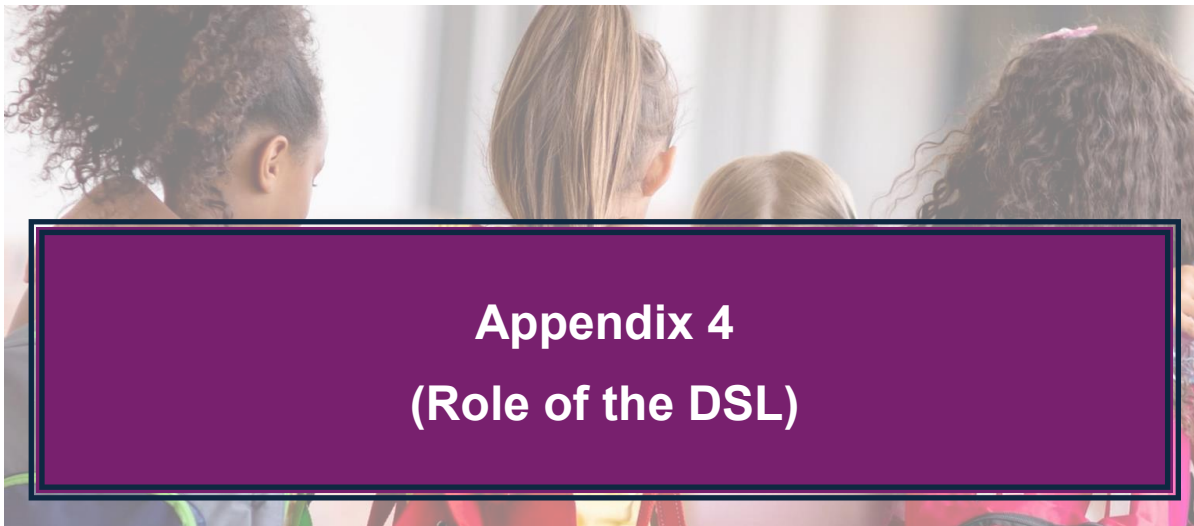 Appendix 4
(Role of the DSL)